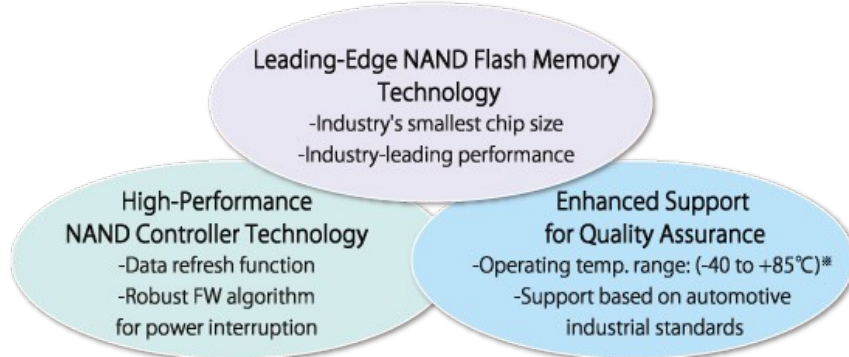 Leading-Edge NAND Flash Memory
Technology
-Industry's smallest chip size
-Industry-leading performance
High-Performance
NAND Controller Technology
-Data refresh function
-Robust FW algorithm
for power interruption
Enhanced Support
for Quality Assurance
-Operating temp. range: (-40 to +85℃)※
-Support based on automotive
industrial standards